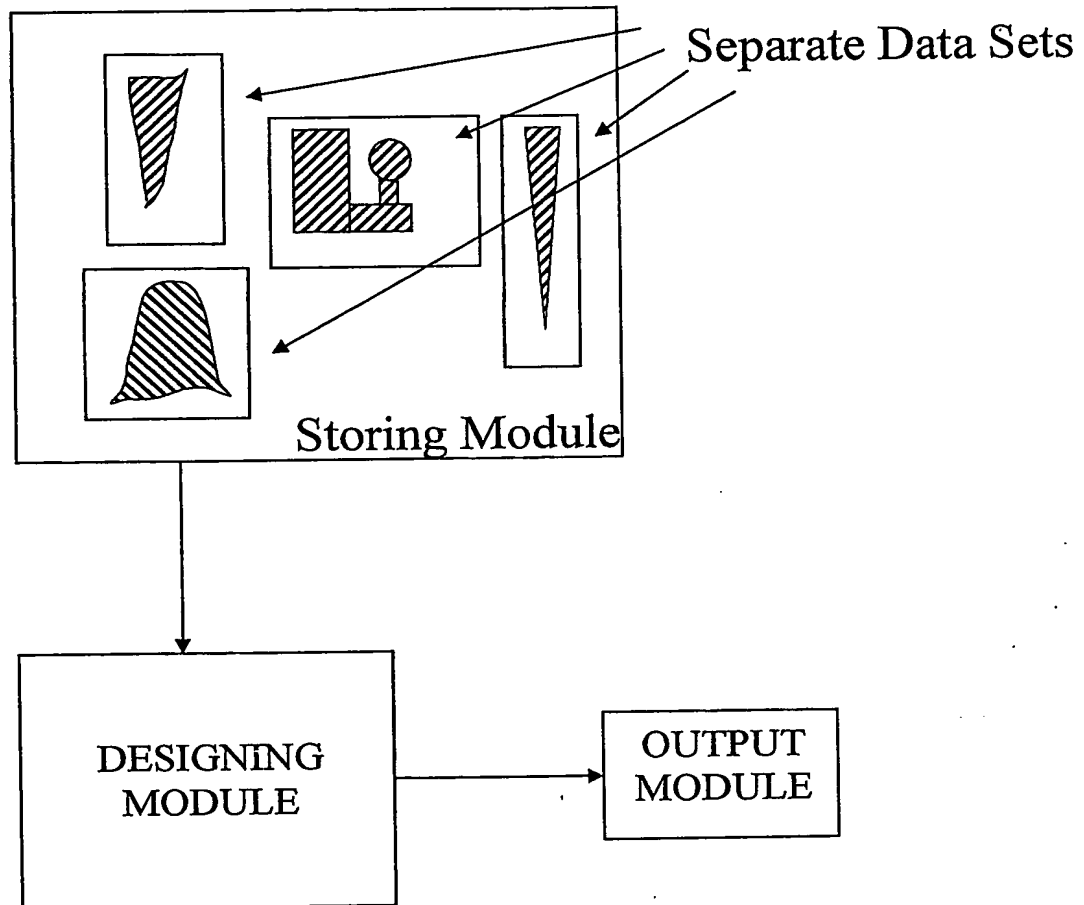 Separate Data Sets
Storing Module
DESIGNING
MODULE
OUTPUT
MODULE